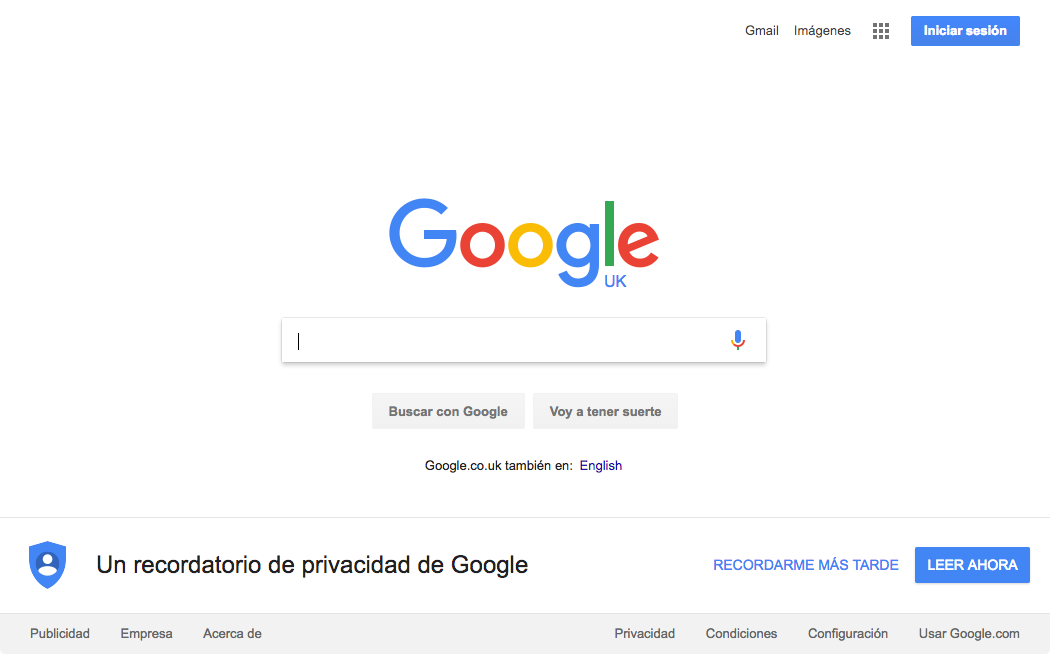 Gmail Imágenes Iniciar sesión
Google
UK
Buscar con Google Voy a tener suerte
Google.co.uk también en: English
Un recordatorio de privacidad de Google RECORDARME MÁS TARDE LEER AHORA
Publicidad Empresa Acerca de Privacidad Condiciones Configuración Usar Google.com